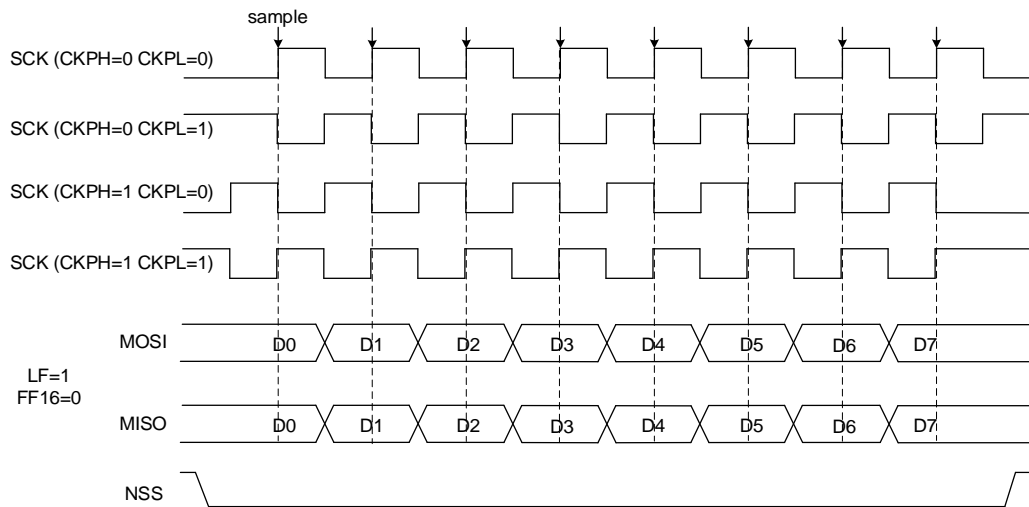 sample
SCK (CKPH=0 CKPL=0)
SCK (CKPH=0 CKPL=1)
SCK (CKPH=1 CKPL=0)
SCK (CKPH=1 CKPL=1)
MOSI
D0 D1 D2 D3 D4 D5 D6 D7
LF=1
FF16=0
MISO
D0 D1 D2 D3 D4 D5 D6 D7
NSS